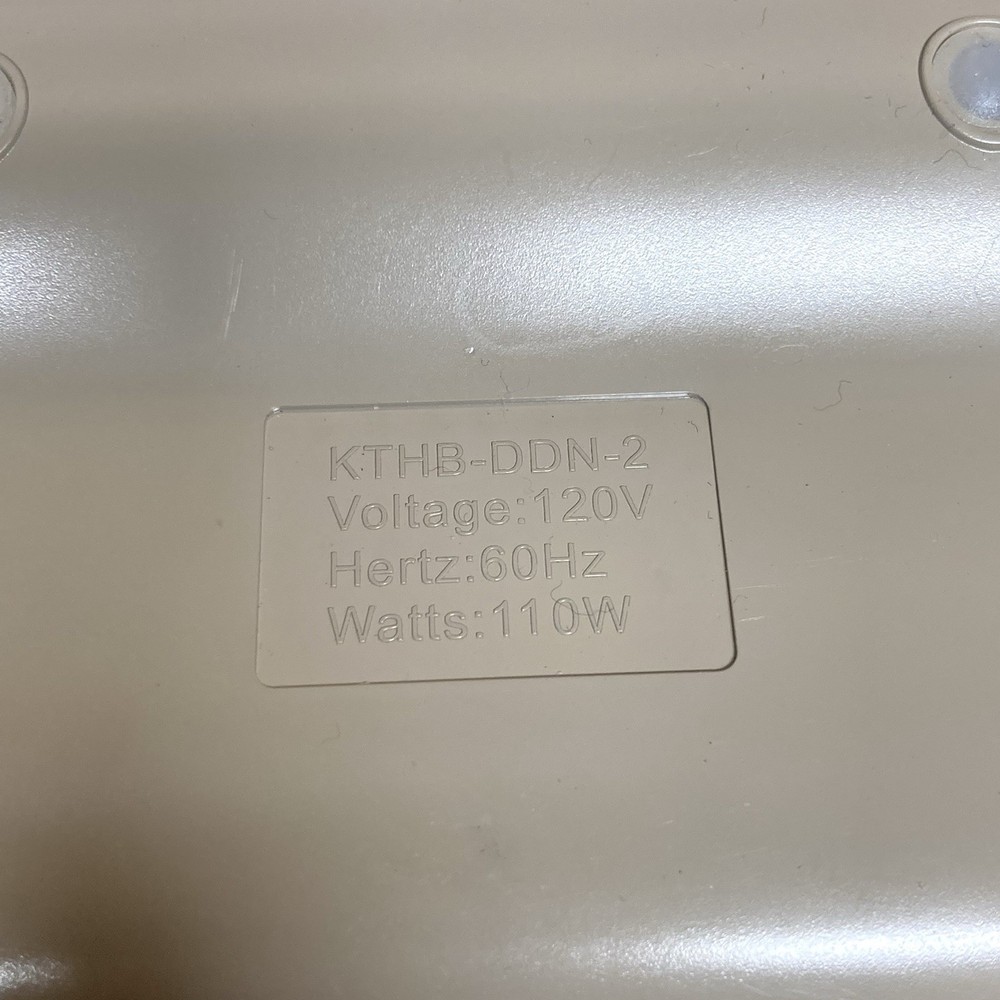 KTHB-DDN-2
Voltage:120V
Hertz:60Hz
Watts:110W